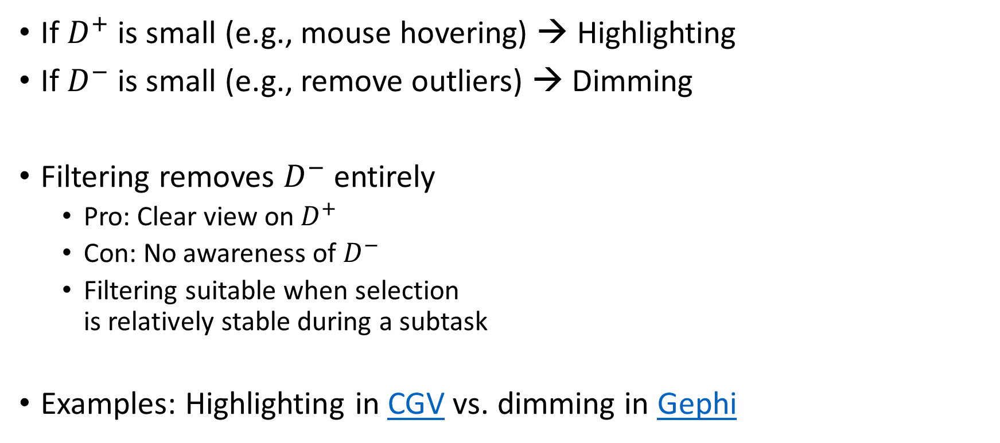 • If D⁺ is small (e.g., mouse hovering) → Highlighting
• If D⁻ is small (e.g., remove outliers) → Dimming
• Filtering removes D⁻ entirely
• Pro: Clear view on D⁺
• Con: No awareness of D⁻
• Filtering suitable when selection
is relatively stable during a subtask
• Examples: Highlighting in CGV vs. dimming in Gephi